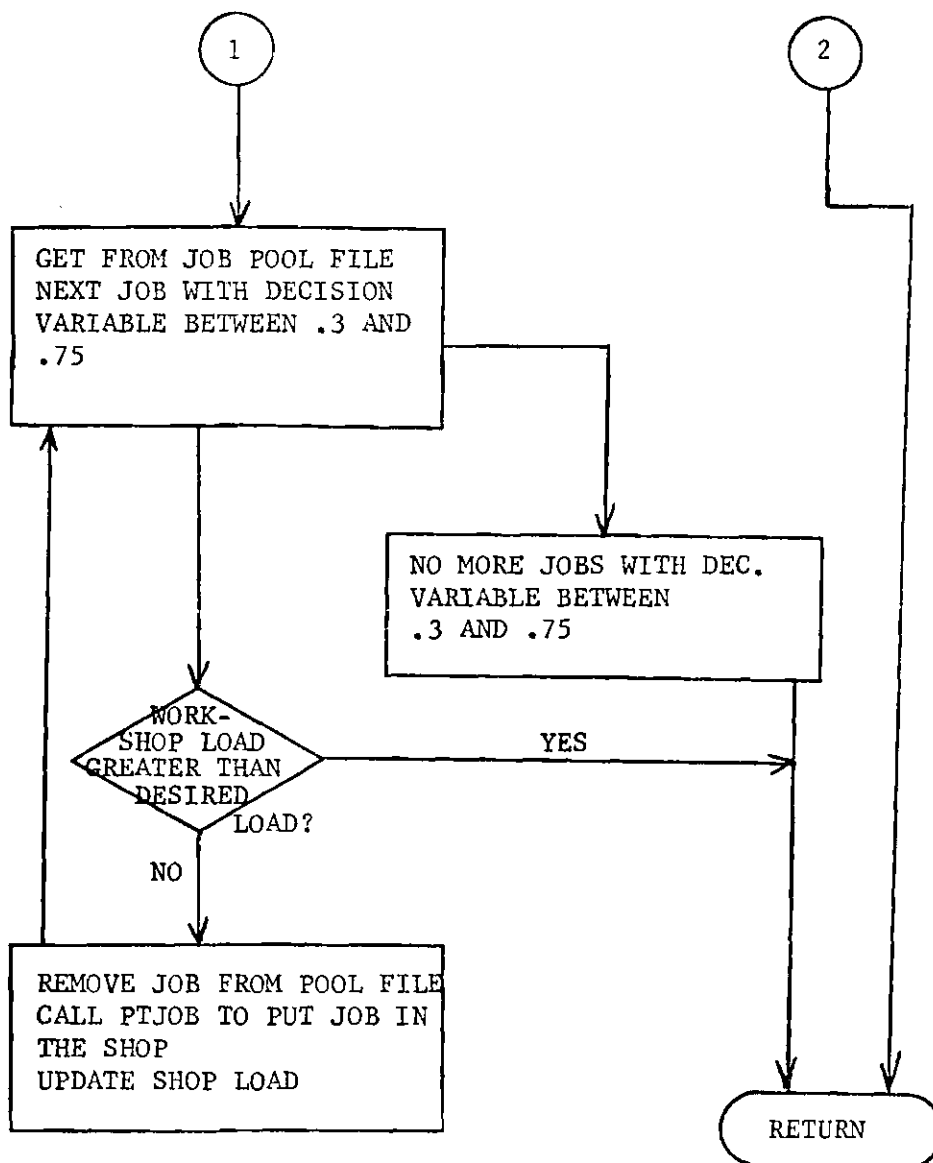 1
2
GET FROM JOB POOL FILE
NEXT JOB WITH DECISION
VARIABLE BETWEEN .3 AND
.75
NO MORE JOBS WITH DEC.
VARIABLE BETWEEN
.3 AND .75
WORK-
SHOP LOAD
GREATER THAN
DESIRED
LOAD?
YES
NO
REMOVE JOB FROM POOL FILE
CALL PTJOB TO PUT JOB IN
THE SHOP
UPDATE SHOP LOAD
RETURN